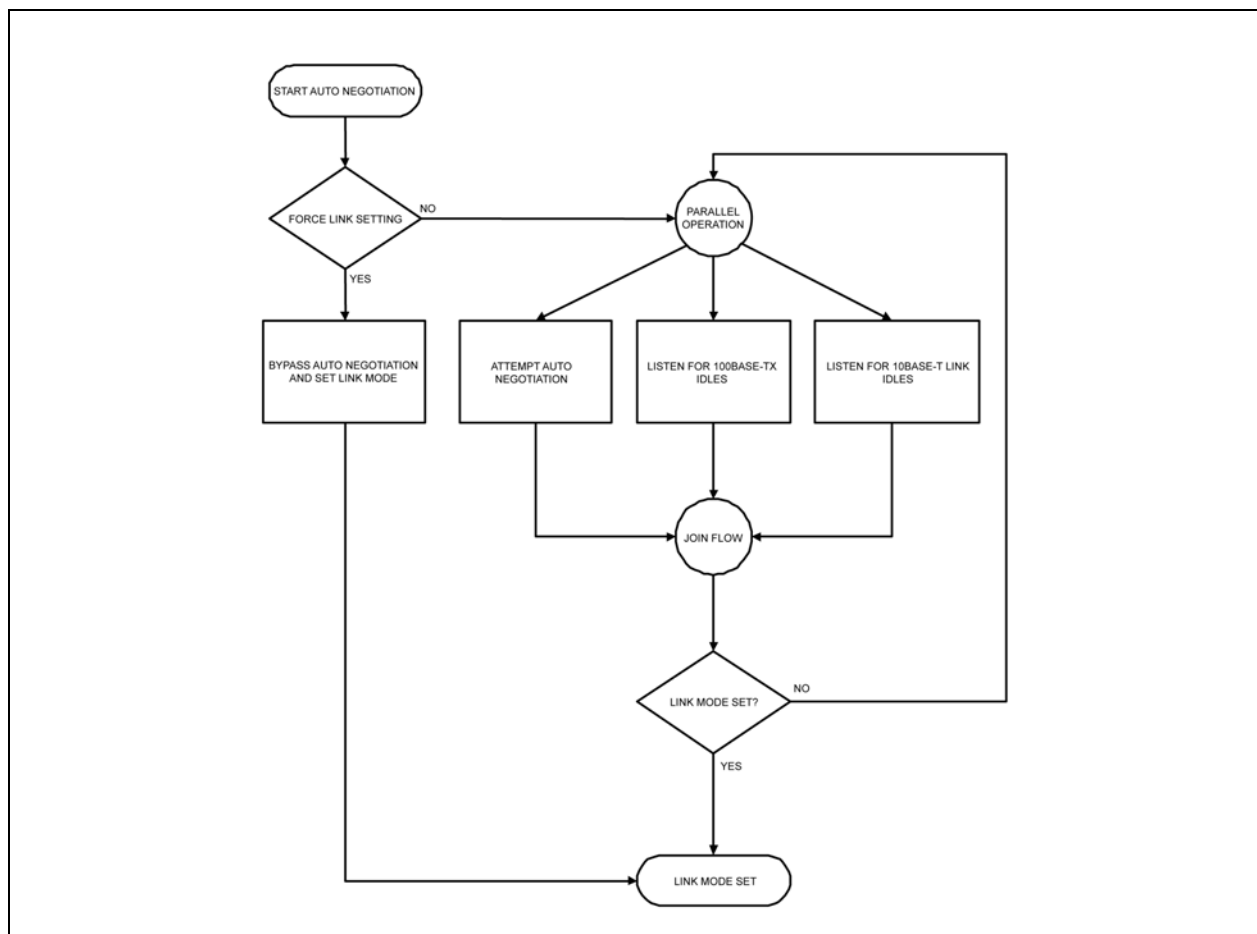 START AUTO NEGOTIATION
FORCE LINK SETTING
NO
PARALLEL
OPERATION
YES
BYPASS AUTO NEGOTIATION
AND SET LINK MODE
ATTEMPT AUTO
NEGOTIATION
LISTEN FOR 100BASE-TX
IDLES
LISTEN FOR 10BASE-T LINK
IDLES
JOIN FLOW
LINK MODE SET?
NO
YES
LINK MODE SET